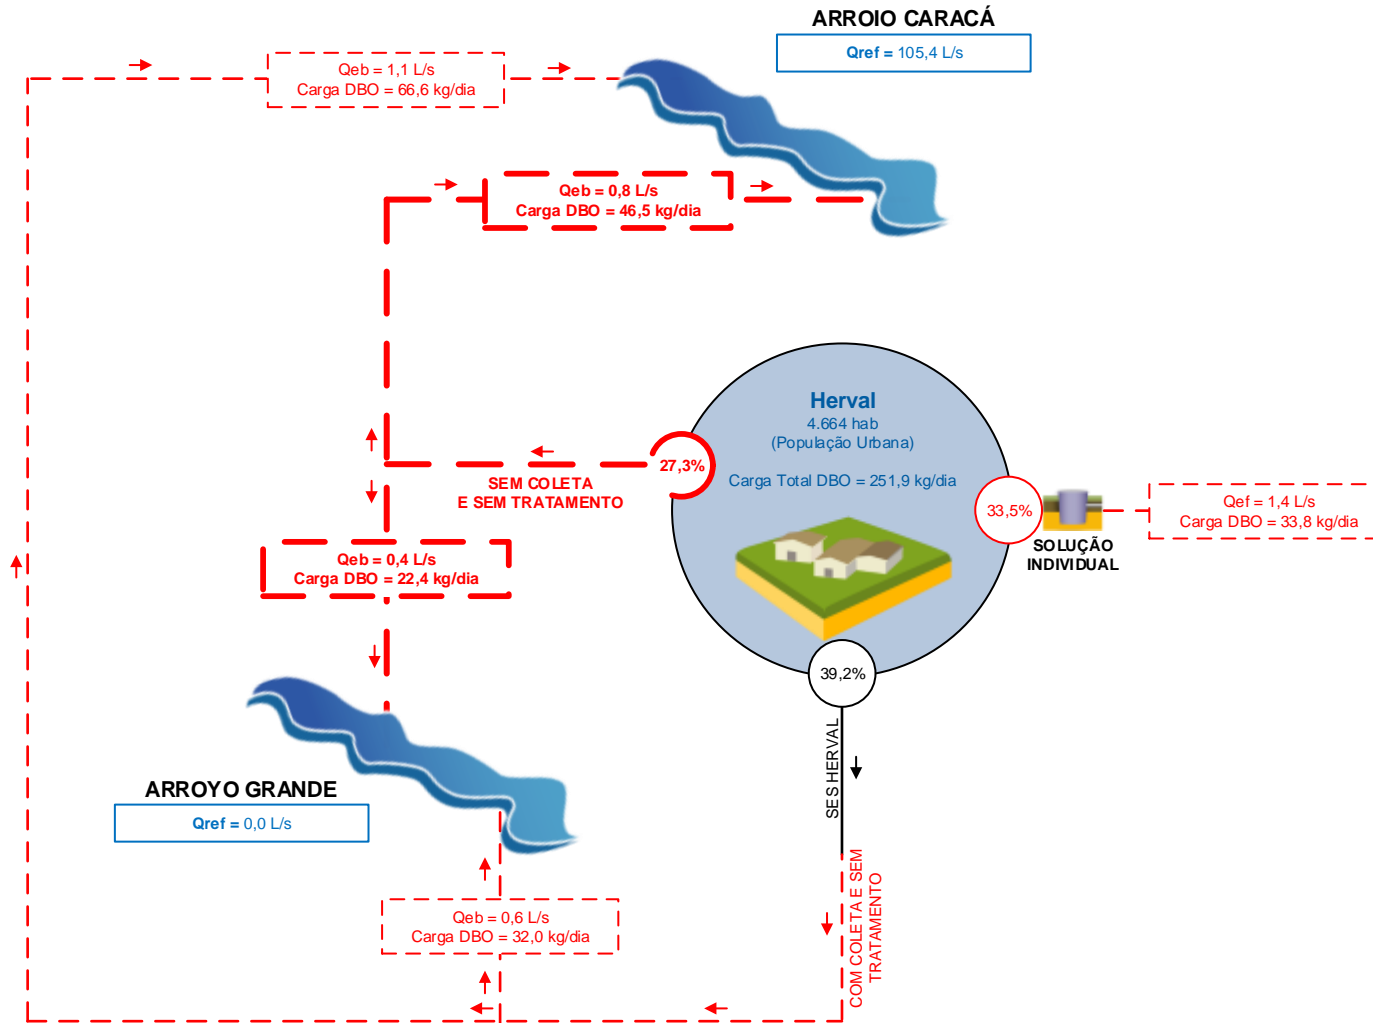 ARROIO CARACÁ
Qref = 105,4 L/s
Qeb = 1,1 L/s
Carga DBO = 66,6 kg/dia
Qeb = 0,8 L/s
Carga DBO = 46,5 kg/dia
Herval
4.664 hab
(População Urbana)
Carga Total DBO = 251,9 kg/dia
27,3%
SEM COLETA
E SEM TRATAMENTO
33,5%
SOLUÇÃO
INDIVIDUAL
Qef = 1,4 L/s
Carga DBO = 33,8 kg/dia
Qeb = 0,4 L/s
Carga DBO = 22,4 kg/dia
39,2%
SES HERVAL
COM COLETA E SEM
TRATAMENTO
ARROYO GRANDE
Qref = 0,0 L/s
Qeb = 0,6 L/s
Carga DBO = 32,0 kg/dia